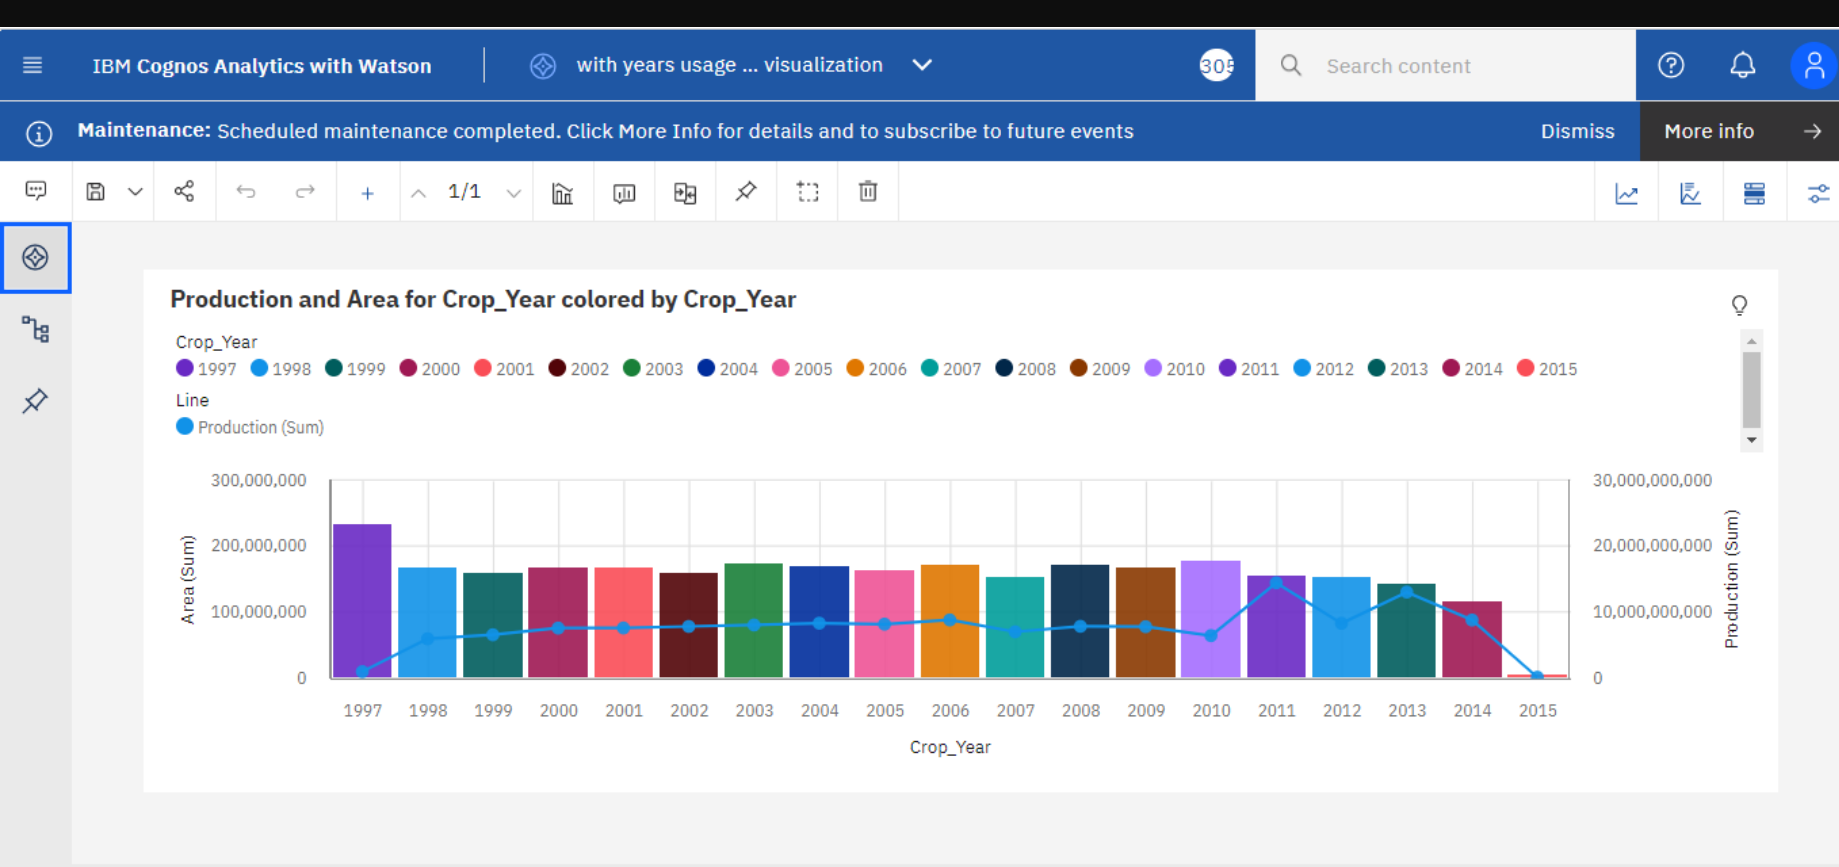 IBM Cognos Analytics with Watson
with years usage ... visualization
305
Search content
Maintenance: Scheduled maintenance completed. Click More Info for details and to subscribe to future events
Dismiss
More info
1/1
Production and Area for Crop_Year colored by Crop_Year
Crop_Year
1997 1998 1999 2000 2001 2002 2003 2004 2005 2006 2007 2008 2009 2010 2011 2012 2013 2014 2015
Line
Production (Sum)
Area (Sum)
300,000,000
200,000,000
100,000,000
0
30,000,000,000
20,000,000,000
10,000,000,000
0
Production (Sum)
1997 1998 1999 2000 2001 2002 2003 2004 2005 2006 2007 2008 2009 2010 2011 2012 2013 2014 2015
Crop_Year